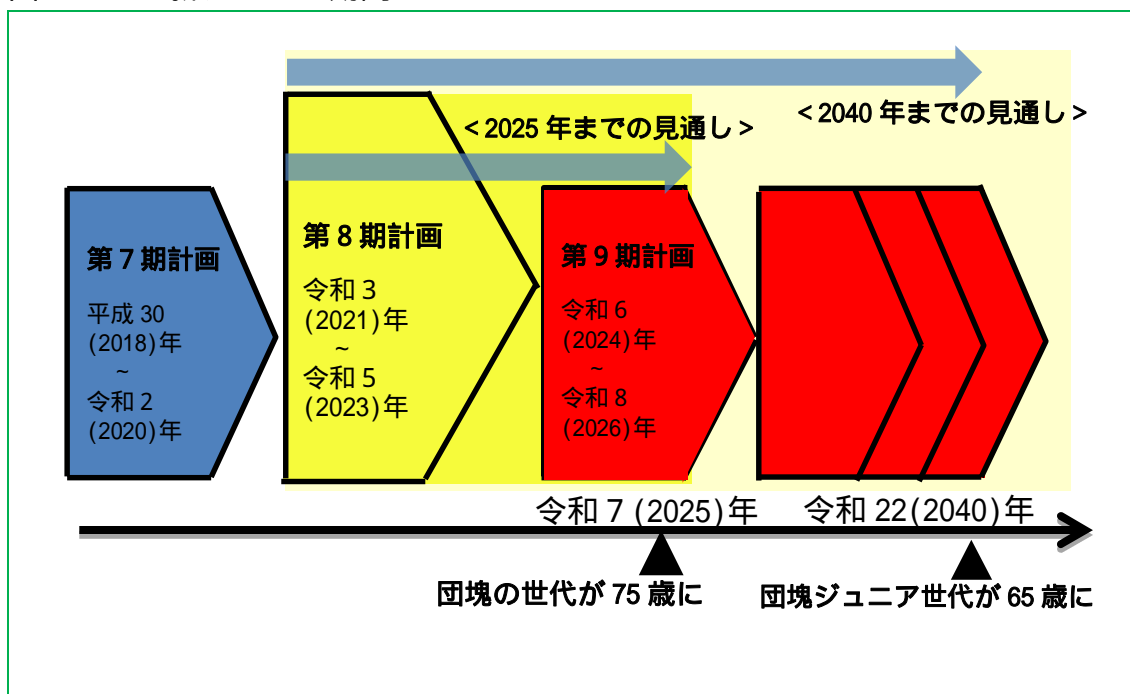 ＜2040 年までの見通し＞
＜2025 年までの見通し＞
第 7 期計画
平成 30
(2018)年
～
令和 2
(2020)年
第 8 期計画
令和 3
(2021)年
～
令和 5
(2023)年
第 9 期計画
令和 6
(2024)年
～
令和 8
(2026)年
令和 7 (2025)年
令和 22(2040)年
団塊の世代が 75 歳に
団塊ジュニア世代が 65 歳に